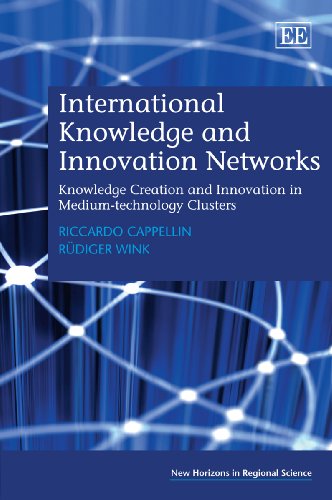 EE
International
Knowledge and
Innovation Networks
Knowledge Creation and Innovation in
Medium-technology Clusters
RICCARDO CAPPELLIN
RÜDIGER WINK
New Horizons in Regional Science